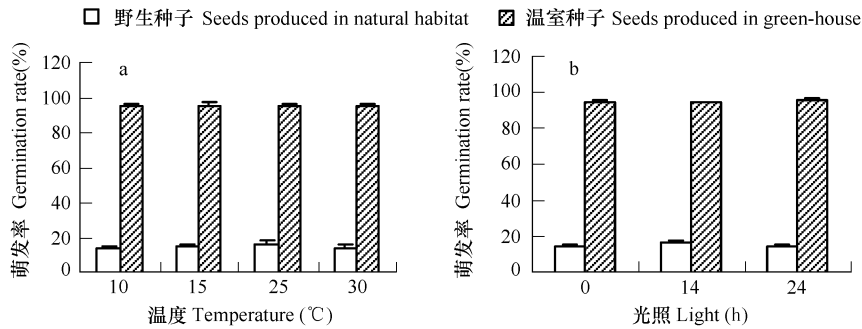 野生种子 Seeds produced in natural habitat
温室种子 Seeds produced in green-house
萌发率 Germination rate(%)
120
100
80
60
40
20
0
a
10
15
25
30
温度 Temperature (℃)
萌发率 Germination rate(%)
120
100
80
60
40
20
0
b
0
14
24
光照 Light (h)